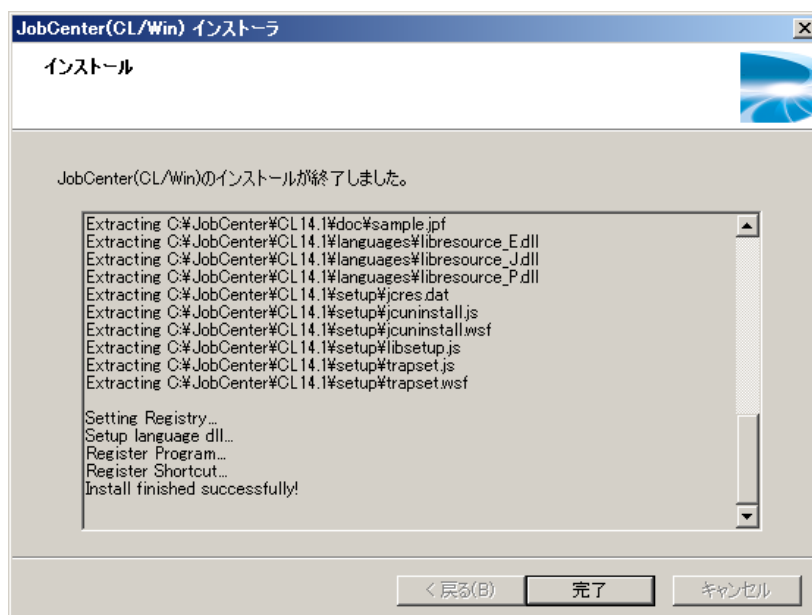 JobCenter(CL/Win) インストーラ
インストール
JobCenter(CL/Win)のインストールが終了しました。
Extracting C:¥JobCenter¥CL14.1¥doc¥sample.jpf
Extracting C:¥JobCenter¥CL14.1¥languages¥libresource_E.dll
Extracting C:¥JobCenter¥CL14.1¥languages¥libresource_J.dll
Extracting C:¥JobCenter¥CL14.1¥languages¥libresource_P.dll
Extracting C:¥JobCenter¥CL14.1¥setup¥jcres.dat
Extracting C:¥JobCenter¥CL14.1¥setup¥jcuninstall.js
Extracting C:¥JobCenter¥CL14.1¥setup¥jcuninstall.wsf
Extracting C:¥JobCenter¥CL14.1¥setup¥libsetup.js
Extracting C:¥JobCenter¥CL14.1¥setup¥trapset.js
Extracting C:¥JobCenter¥CL14.1¥setup¥trapset.wsf
Setting Registry...
Setup language dll...
Register Program...
Register Shortcut...
Install finished successfully!
< 戻る(B)
完了
キャンセル